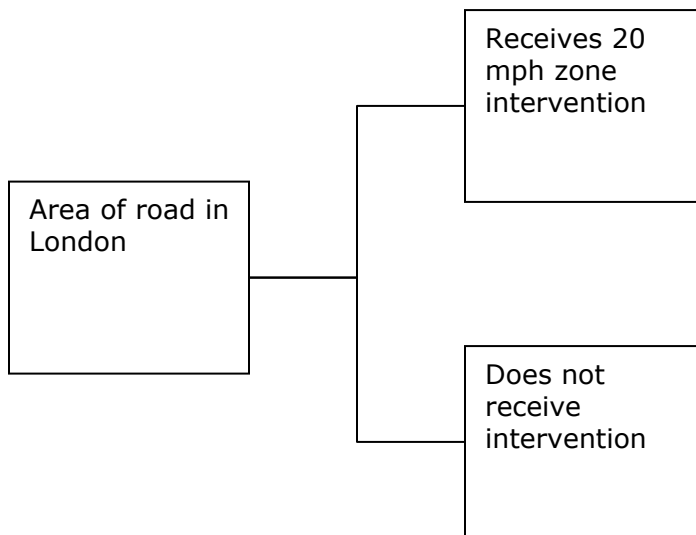 Receives 20
mph zone
intervention
Area of road in
London
Does not
receive
intervention